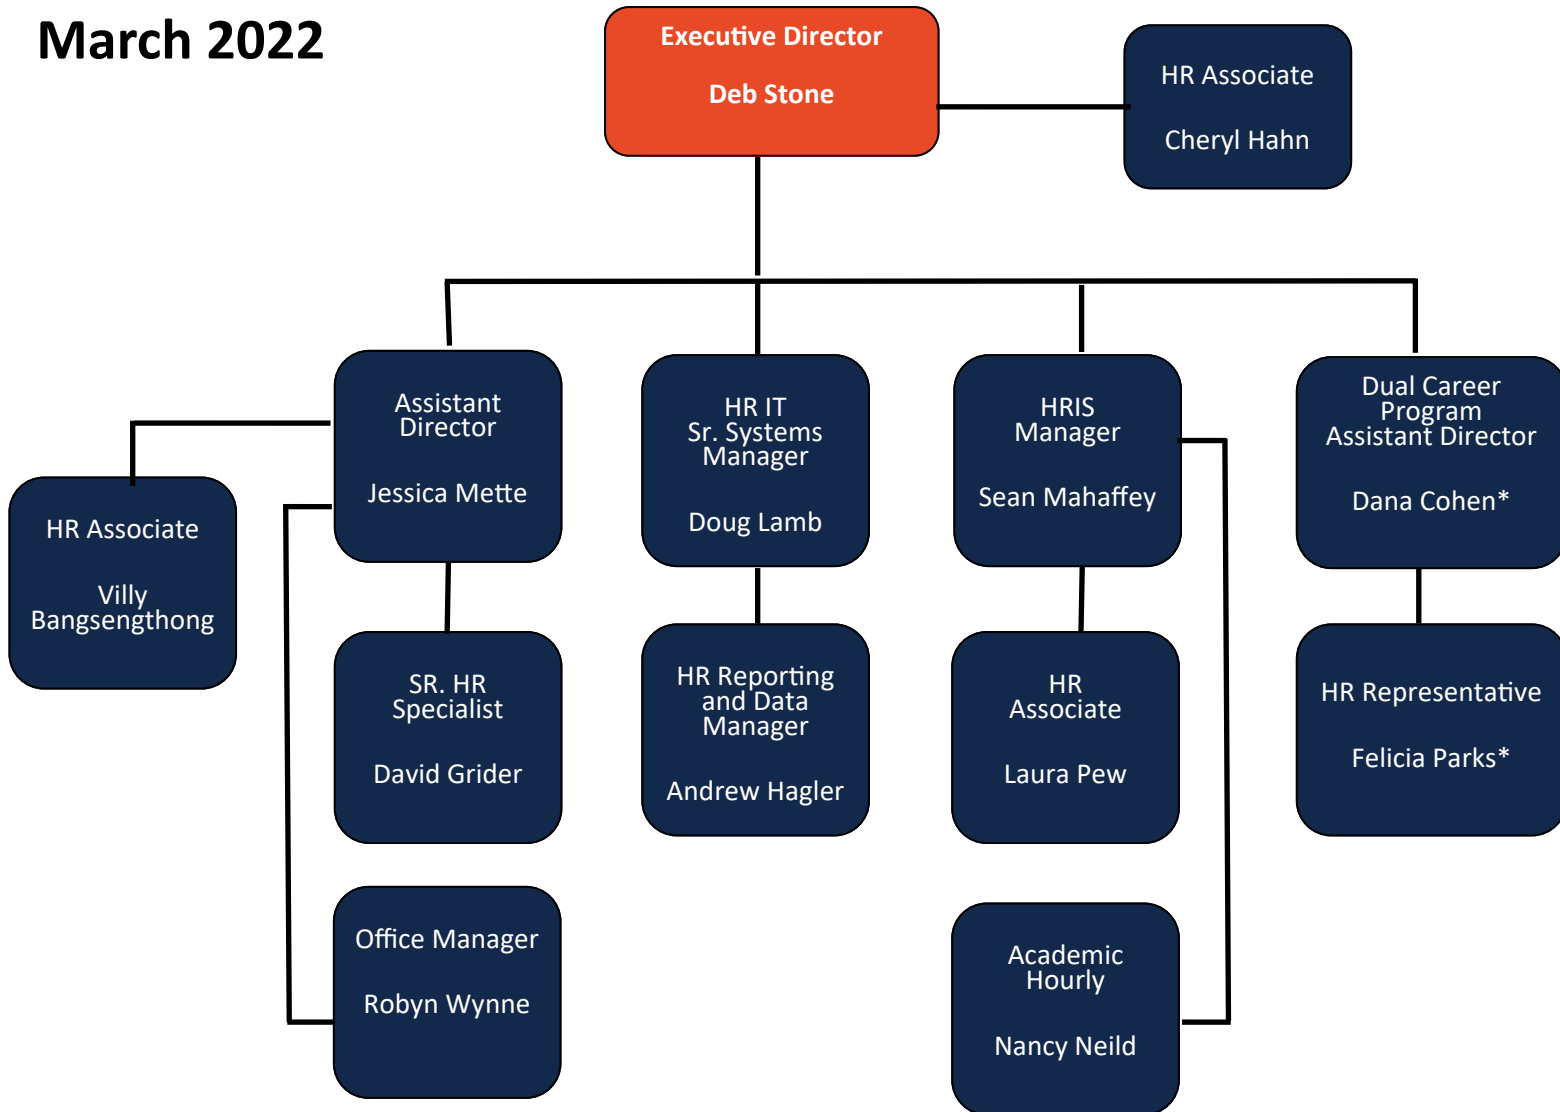 March 2022
Executive Director
Deb Stone
HR Associate
Cheryl Hahn
Assistant
Director
Jessica Mette
HR IT
Sr. Systems
Manager
Doug Lamb
HRIS
Manager
Sean Mahaffey
Dual Career
Program
Assistant Director
Dana Cohen*
HR Associate
Villy
Bangsengthong
SR. HR
Specialist
David Grider
HR Reporting
and Data
Manager
Andrew Hagler
HR
Associate
Laura Pew
HR Representative
Felicia Parks*
Office Manager
Robyn Wynne
Academic
Hourly
Nancy Neild